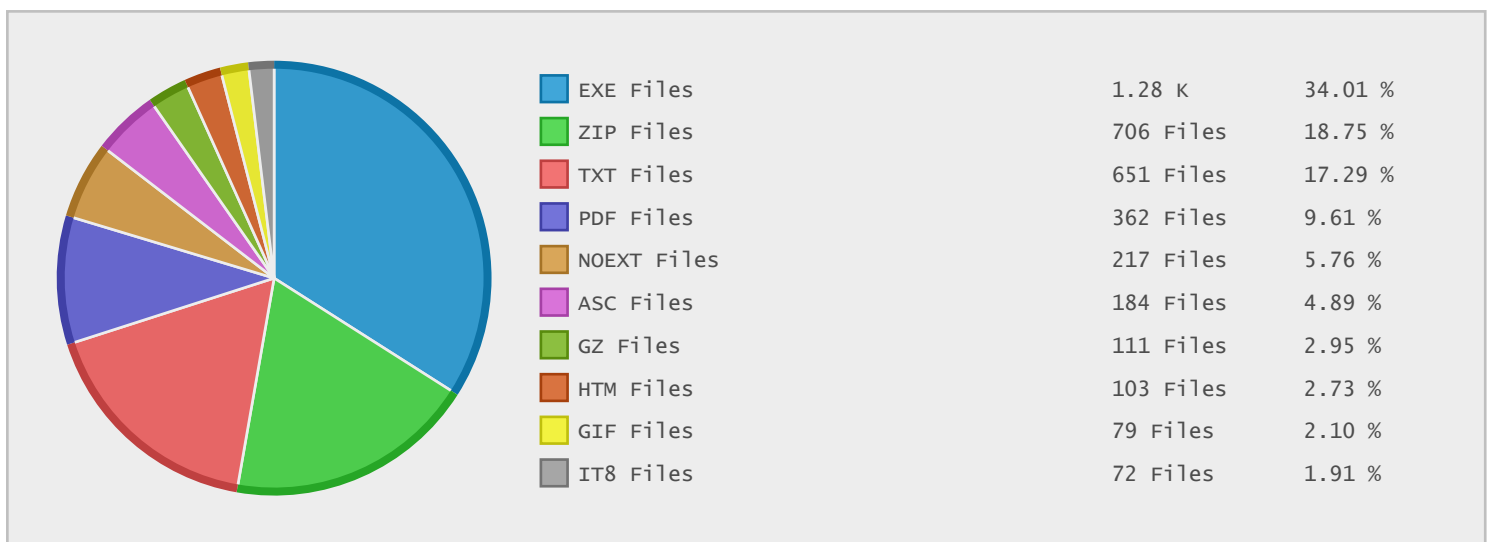 EXE Files 1.28 K 34.01 %
ZIP Files 706 Files 18.75 %
TXT Files 651 Files 17.29 %
PDF Files 362 Files 9.61 %
NOEXT Files 217 Files 5.76 %
ASC Files 184 Files 4.89 %
GZ Files 111 Files 2.95 %
HTM Files 103 Files 2.73 %
GIF Files 79 Files 2.10 %
IT8 Files 72 Files 1.91 %